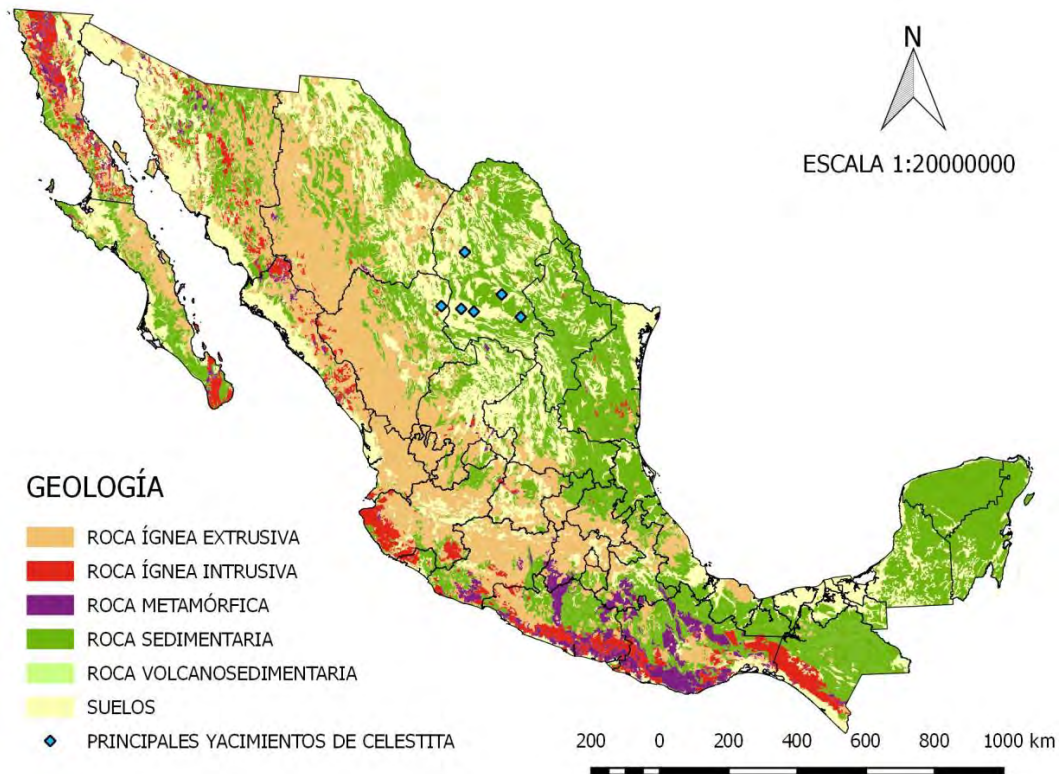 N
ESCALA 1:20000000
GEOLOGÍA
ROCA ÍGNEA EXTRUSIVA
ROCA ÍGNEA INTRUSIVA
ROCA METAMÓRFICA
ROCA SEDIMENTARIA
ROCA VOLCANOSEDIMENTARIA
SUELOS
PRINCIPALES YACIMIENTOS DE CELESTITA
200 0 200 400 600 800 1000 km